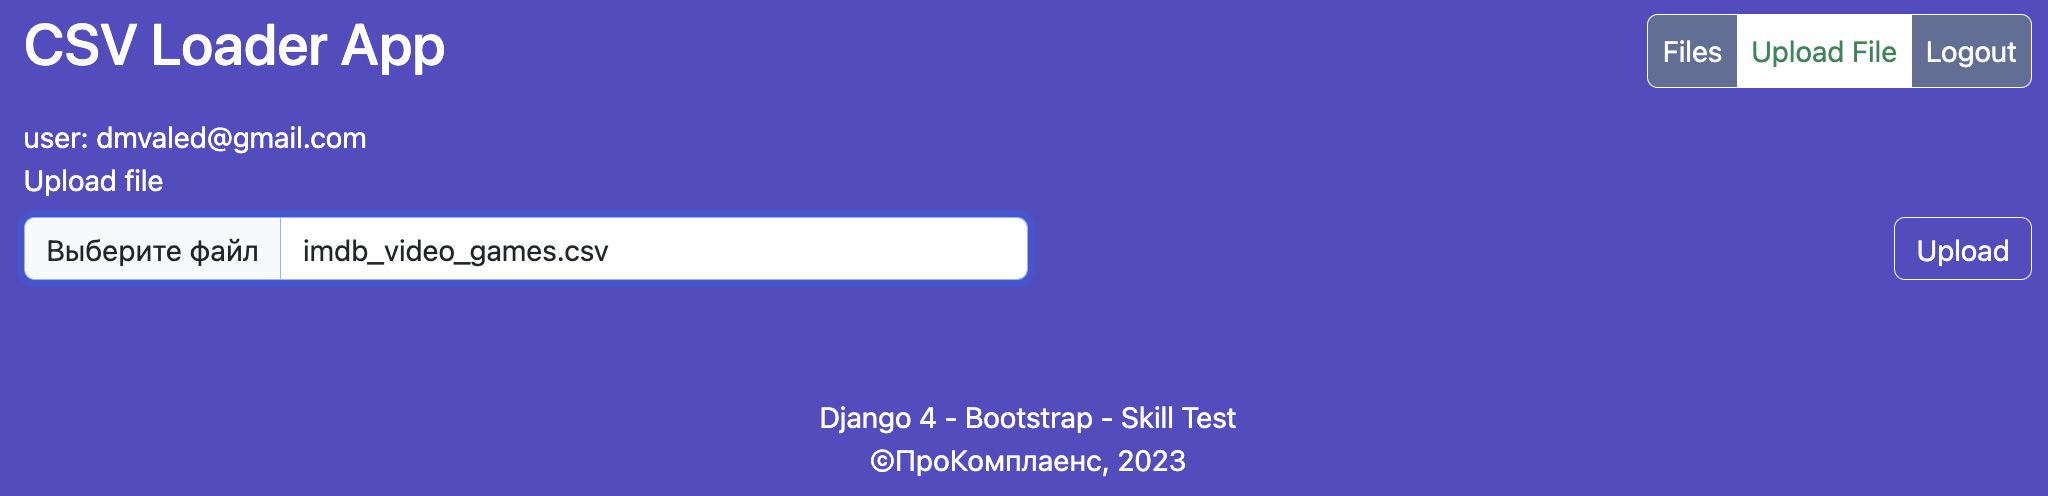 CSV Loader App
Files Upload File Logout
user: dmvaled@gmail.com
Upload file
Выберите файл imdb_video_games.csv Upload
Django 4 - Bootstrap - Skill Test
©ПроКомплаенс, 2023